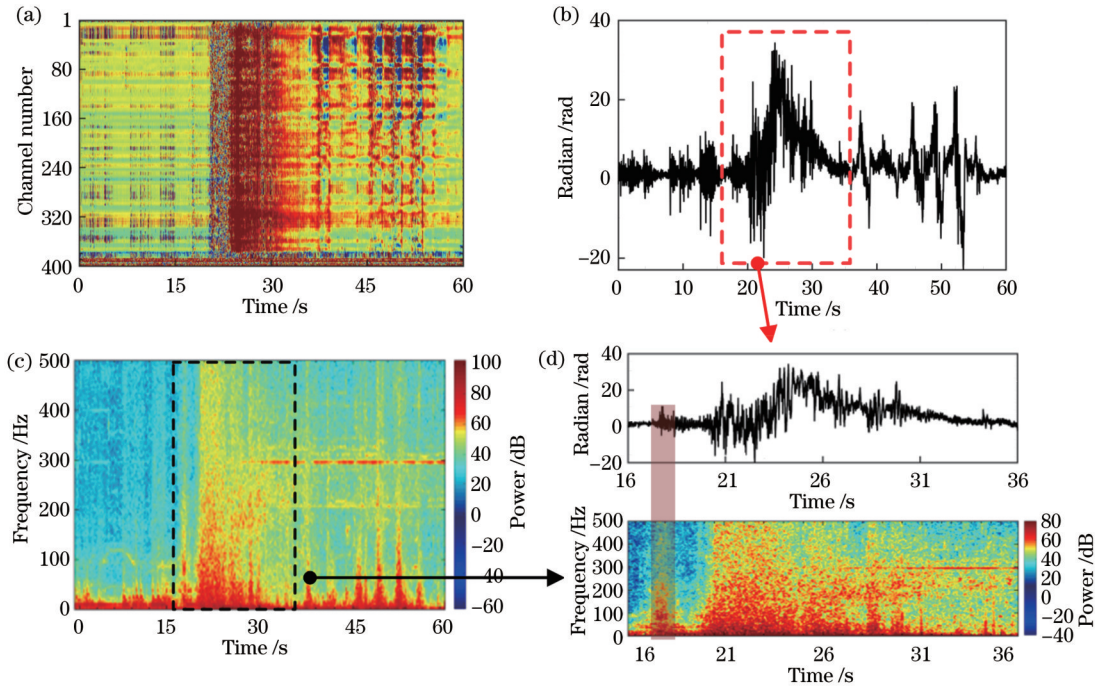 (a)
Channel number
1
80
160
240
320
400
0 15 30 45 60
Time /s
(b)
Radian /rad
40
20
0
−20
0 10 20 30 40 50 60
Time /s
(c)
Frequency /Hz
500
400
300
200
100
0
0 15 30 45 60
Time /s
100
80
60
40
20
0
−20
−40
−60
Power /dB
(d)
Radian /rad
40
20
0
−20
16 21 26 31 36
Time /s
Frequency /Hz
500
400
300
200
100
0
16 21 26 31 36
Time /s
80
60
40
20
0
−20
−40
Power /dB